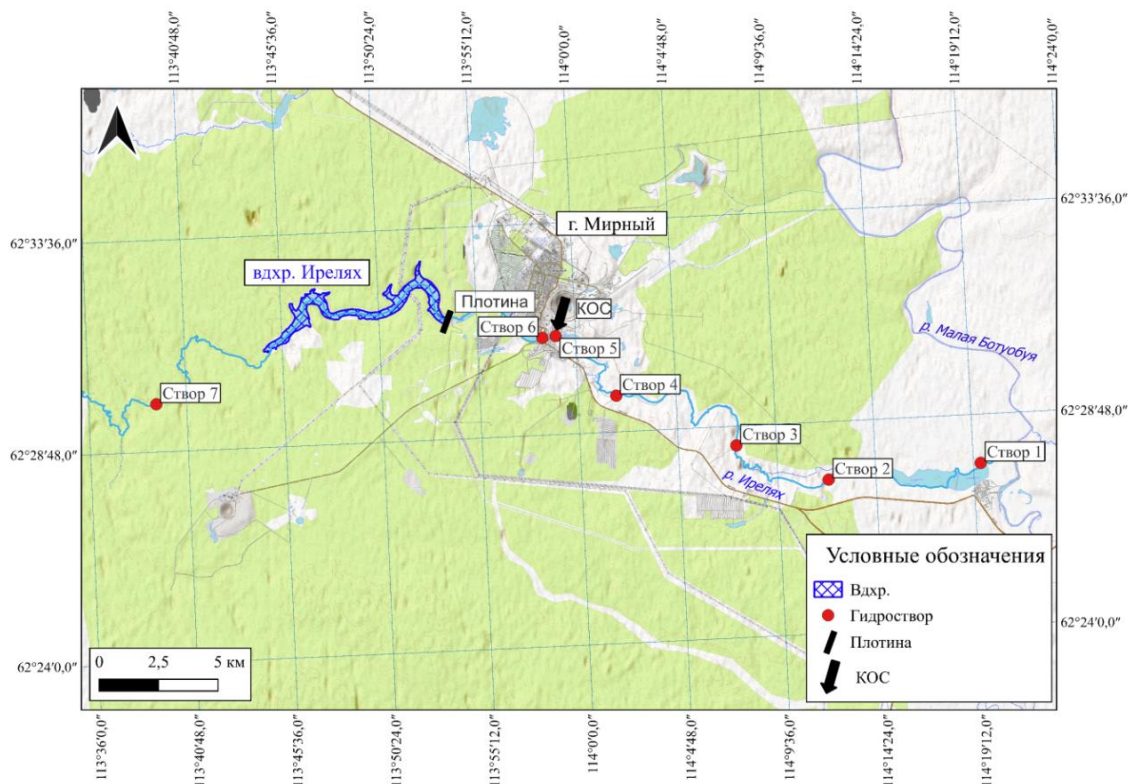 113°40'48,0"
113°45'36,0"
113°50'24,0"
113°55'12,0"
114°0'0,0"
114°4'48,0"
114°9'36,0"
114°14'24,0"
114°19'12,0"
114°24'0,0"
62°33'36,0"
62°33'36,0"
г. Мирный
вдхр. Ирелях
Плотина
КОС
Створ 6
Створ 5
р. Малая Ботуобуя
Створ 7
Створ 4
62°28'48,0"
Створ 3
Створ 1
62°28'48,0"
Створ 2
р. Ирелях
Условные обозначения
Вдхр.
Гидроствор
Плотина
КОС
62°24'0,0"
62°24'0,0"
0 2,5 5 км
113°36'0,0"
113°40'48,0"
113°45'36,0"
113°50'24,0"
113°55'12,0"
114°0'0,0"
114°4'48,0"
114°9'36,0"
114°14'24,0"
114°19'12,0"